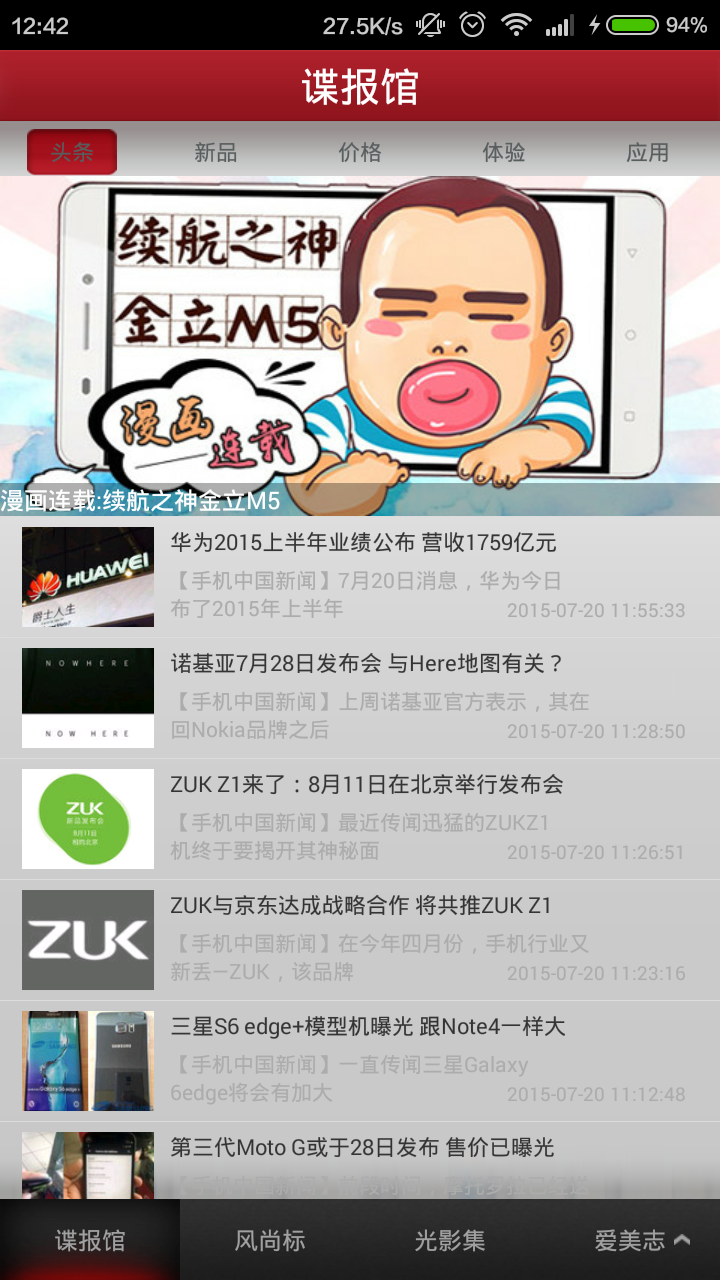 12:42 27.5K/s 94%
谍报馆
头条 新品 价格 体验 应用
续航之神
金立M5
漫画
连载
漫画连载:续航之神金立M5
HUAWEI
爵士人生
华为2015上半年业绩公布 营收1759亿元
【手机中国新闻】7月20日消息，华为今日
布了2015年上半年 2015-07-20 11:55:33
NOWHERE
NOW HERE
诺基亚7月28日发布会 与Here地图有关？
【手机中国新闻】上周诺基亚官方表示，其在
回Nokia品牌之后 2015-07-20 11:28:50
ZUK
新品发布会
8月11日
相约北京
ZUK Z1来了：8月11日在北京举行发布会
【手机中国新闻】最近传闻迅猛的ZUKZ1
机终于要揭开其神秘面 2015-07-20 11:26:51
ZUK
ZUK与京东达成战略合作 将共推ZUK Z1
【手机中国新闻】在今年四月份，手机行业又
新丢—ZUK，该品牌 2015-07-20 11:23:16
SAMSUNG
三星S6 edge+模型机曝光 跟Note4一样大
【手机中国新闻】一直传闻三星Galaxy
6edge将会有加大 2015-07-20 11:12:48
第三代Moto G或于28日发布 售价已曝光
谍报馆 风尚标 光影集 爱美志